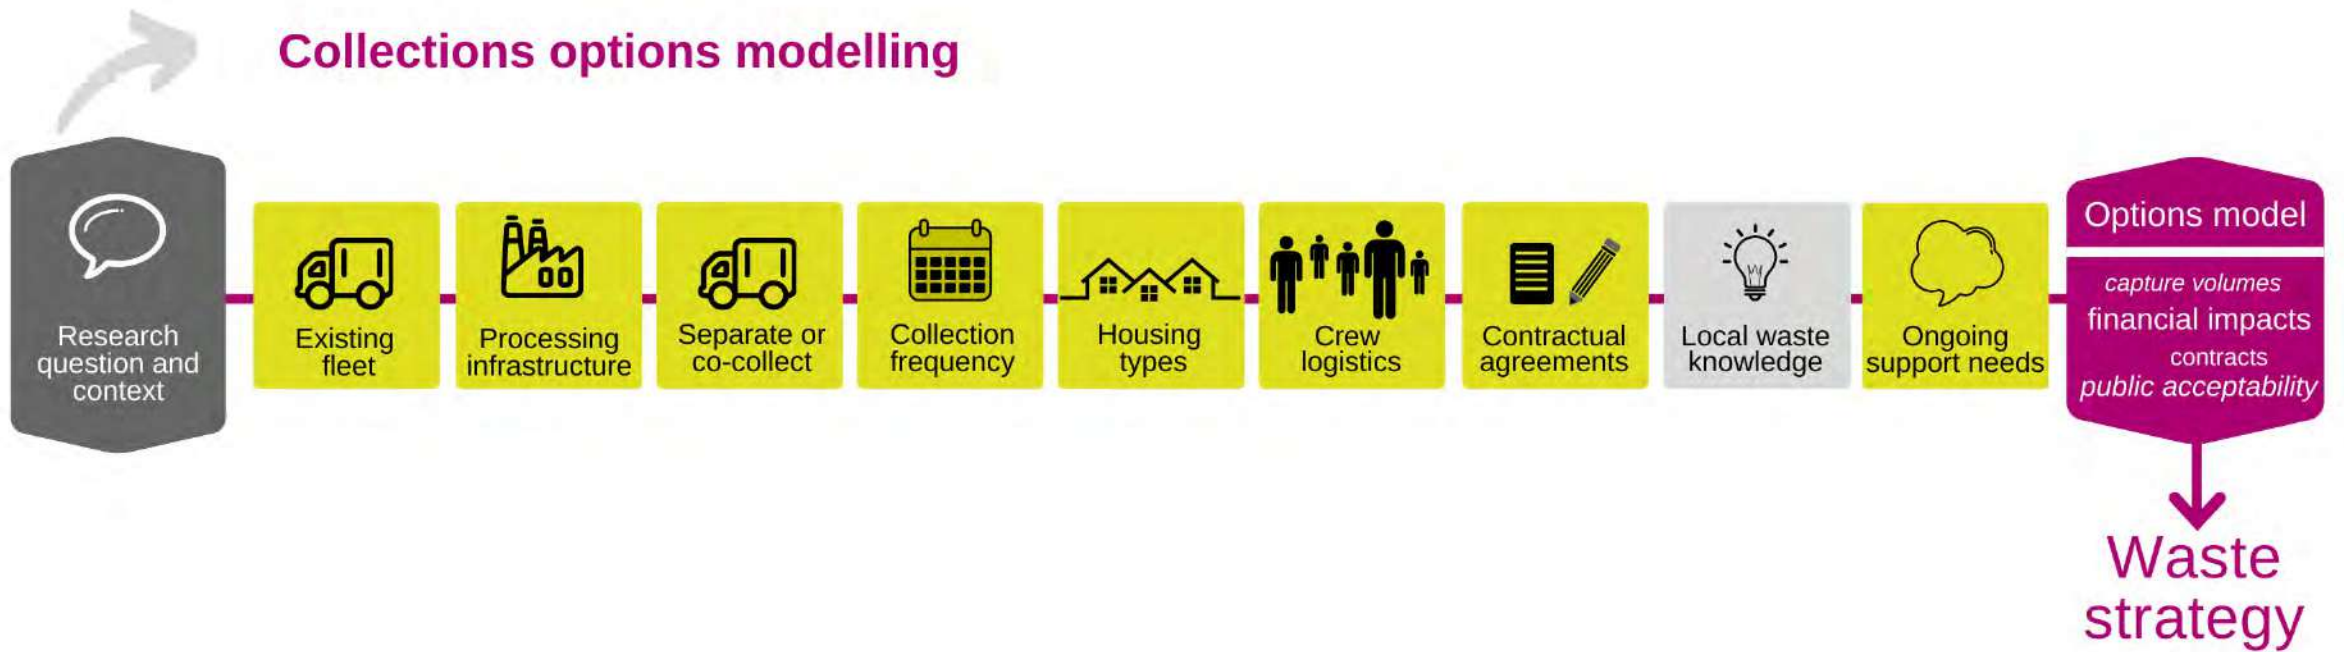 Collections options modelling
Research
question and
context
Existing
fleet
Processing
infrastructure
Separate or
co-collect
Collection
frequency
Housing
types
Crew
logistics
Contractual
agreements
Local waste
knowledge
Ongoing
support needs
Options model
capture volumes
financial impacts
contracts
public acceptability
Waste
strategy